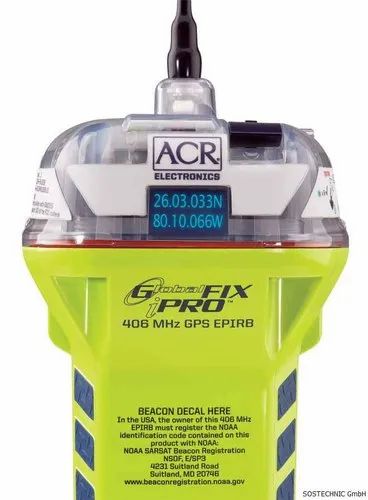 ACR
ELECTRONICS
26.03.033N
80.10.066W
GlobalFIX
iPRO™
406 MHz GPS EPIRB
BEACON DECAL HERE
In the USA, the owner of this 406 MHz
EPIRB must register the NOAA
identification code contained on this
product with NOAA:
NOAA SARSAT Beacon Registration
NSOF, E/SP3
4231 Suitland Road
Suitland, MD 20746
www.beaconregistration.noaa.gov
SOSTECHNIC GmbH